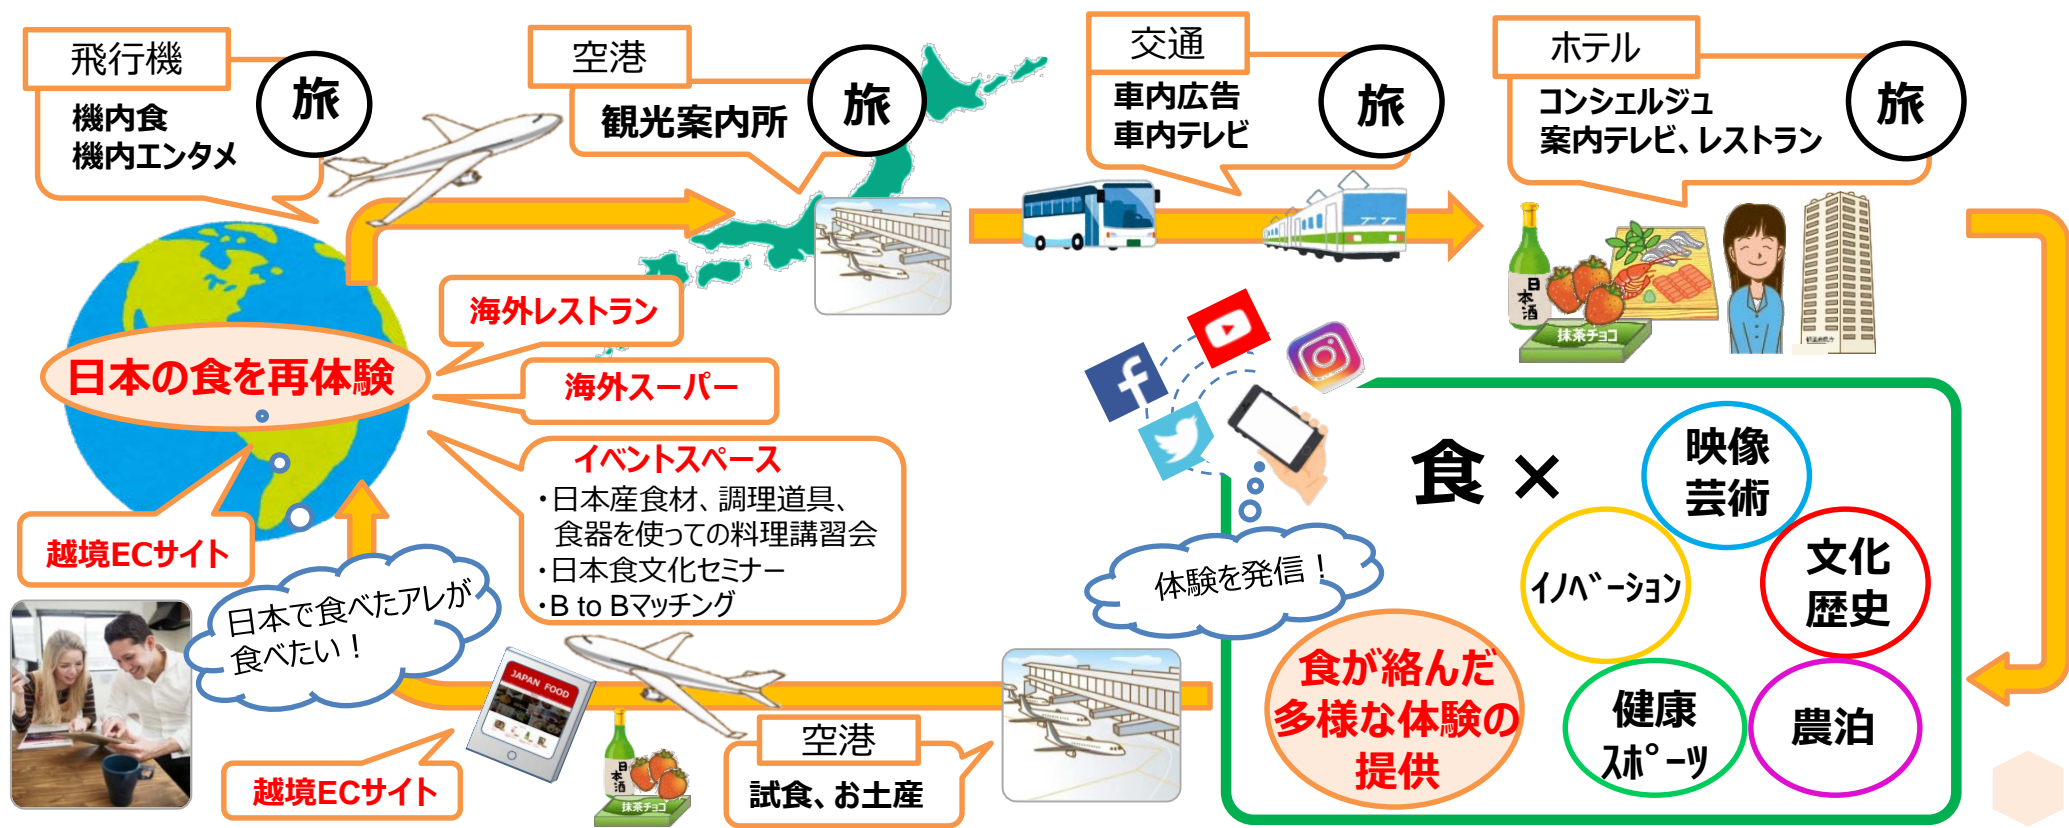 飛行機
旅
機内食
機内エンタメ
空港
旅
観光案内所
交通
旅
車内広告
車内テレビ
ホテル
旅
コンシェルジュ
案内テレビ、レストラン
日本酒
抹茶チョコ
海外レストラン
日本の食を再体験
海外スーパー
イベントスペース
・日本産食材、調理道具、
食器を使っての料理講習会
・日本食文化セミナー
・B to Bマッチング
越境ECサイト
日本で食べたアレが
食べたい！
JAPAN FOOD
越境ECサイト
日本酒
抹茶チョコ
空港
試食、お土産
体験を発信！
食 ×
映像
芸術
イノベーション
文化
歴史
健康
スポーツ
農泊
食が絡んだ
多様な体験の
提供